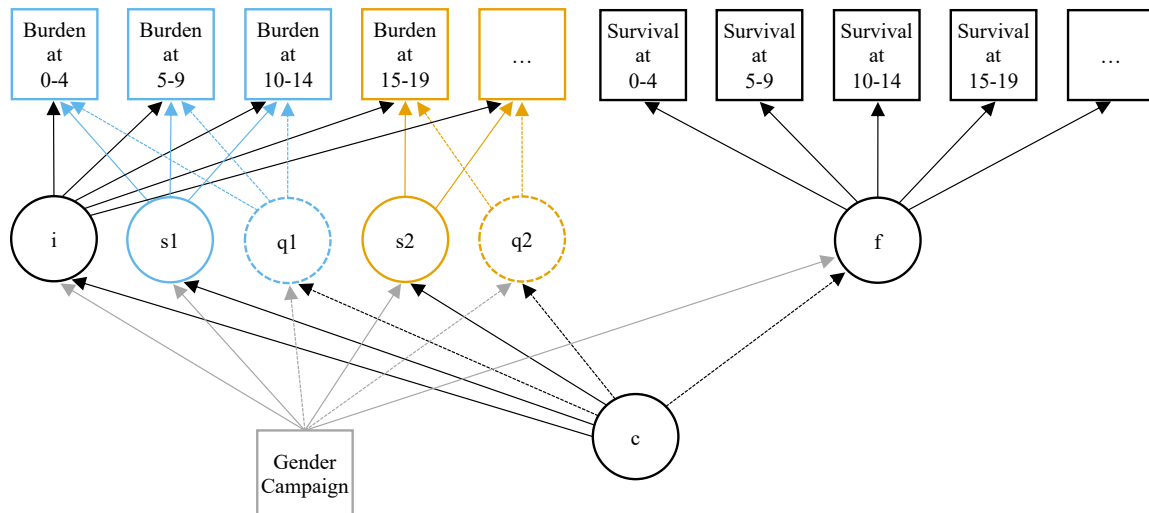 Burden
at
0-4
Burden
at
5-9
Burden
at
10-14
Burden
at
15-19
...
Survival
at
0-4
Survival
at
5-9
Survival
at
10-14
Survival
at
15-19
...
i
s1
q1
s2
q2
f
c
Gender
Campaign